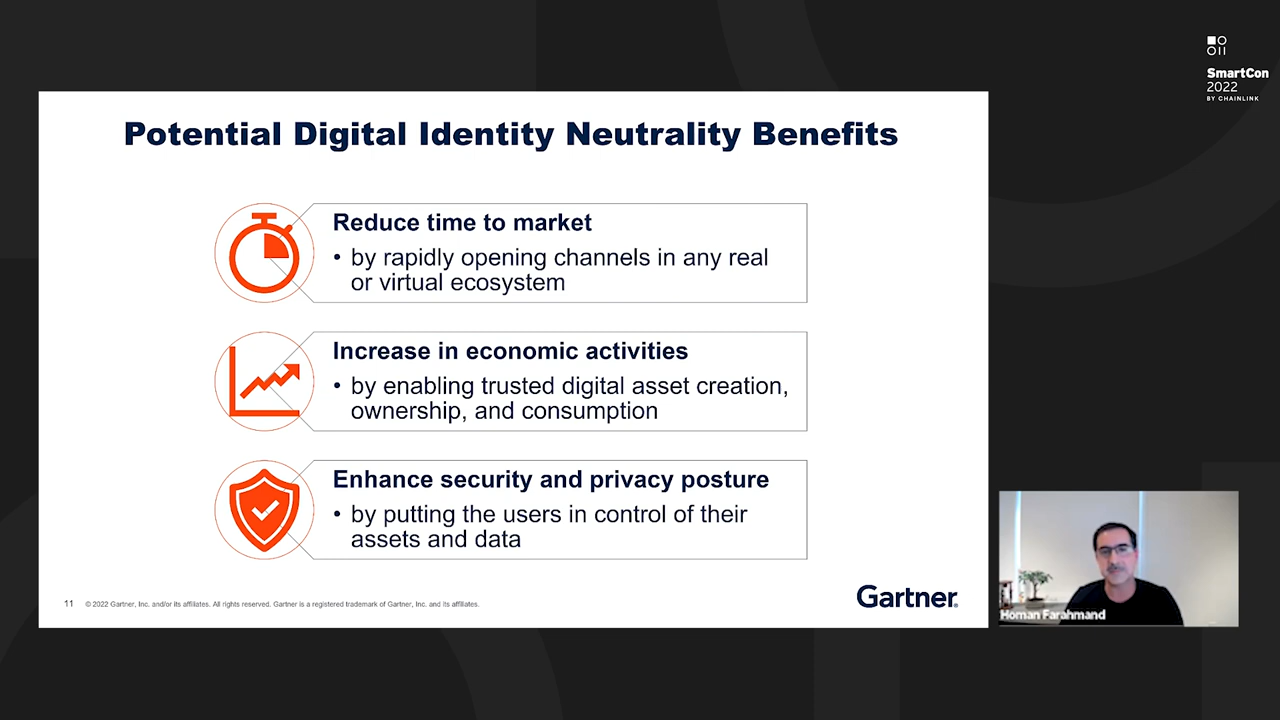 SmartCon
2022
BY CHAINLINK
Potential Digital Identity Neutrality Benefits
Reduce time to market
• by rapidly opening channels in any real
or virtual ecosystem
Increase in economic activities
• by enabling trusted digital asset creation,
ownership, and consumption
Enhance security and privacy posture
• by putting the users in control of their
assets and data
11 © 2022 Gartner, Inc. and/or its affiliates. All rights reserved. Gartner is a registered trademark of Gartner, Inc. and its affiliates.
Gartner®
Homan Farahmand